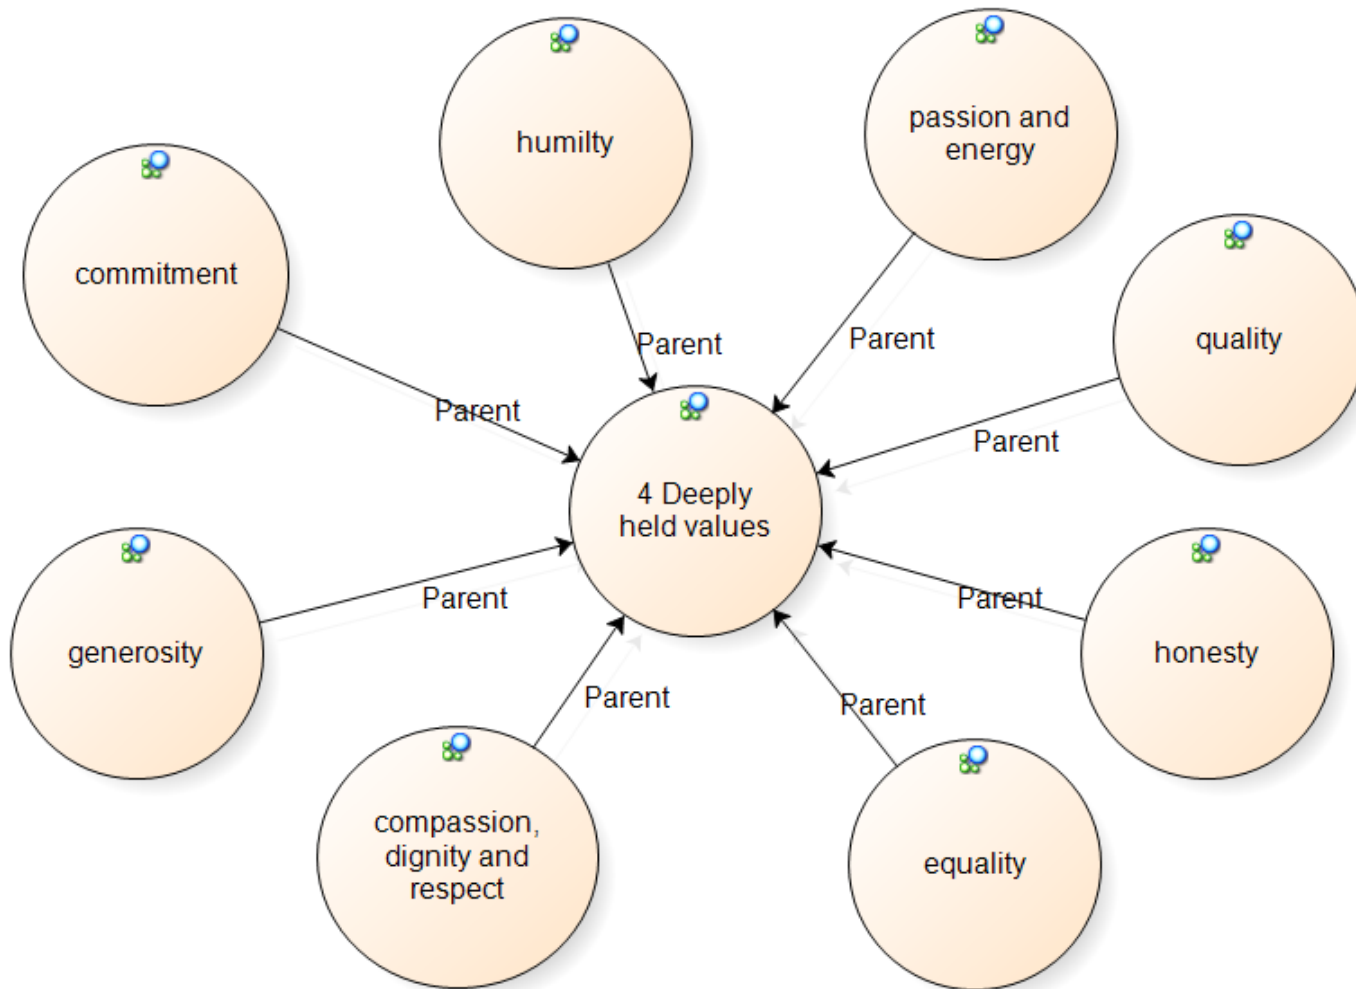 humilty
passion and
energy
commitment
quality
Parent
Parent
Parent
Parent
4 Deeply
held values
Parent
Parent
generosity
honesty
Parent
Parent
compassion,
dignity and
respect
equality